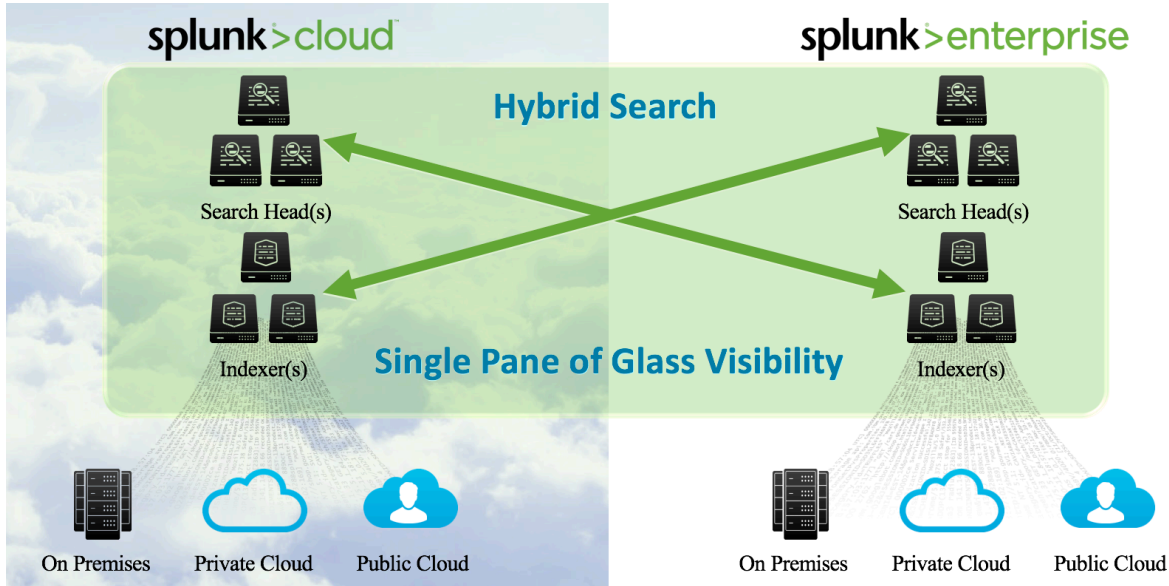 splunk>cloud™
splunk>enterprise
Hybrid Search
Search Head(s)
Search Head(s)
Single Pane of Glass Visibility
Indexer(s)
Indexer(s)
On Premises
Private Cloud
Public Cloud
On Premises
Private Cloud
Public Cloud